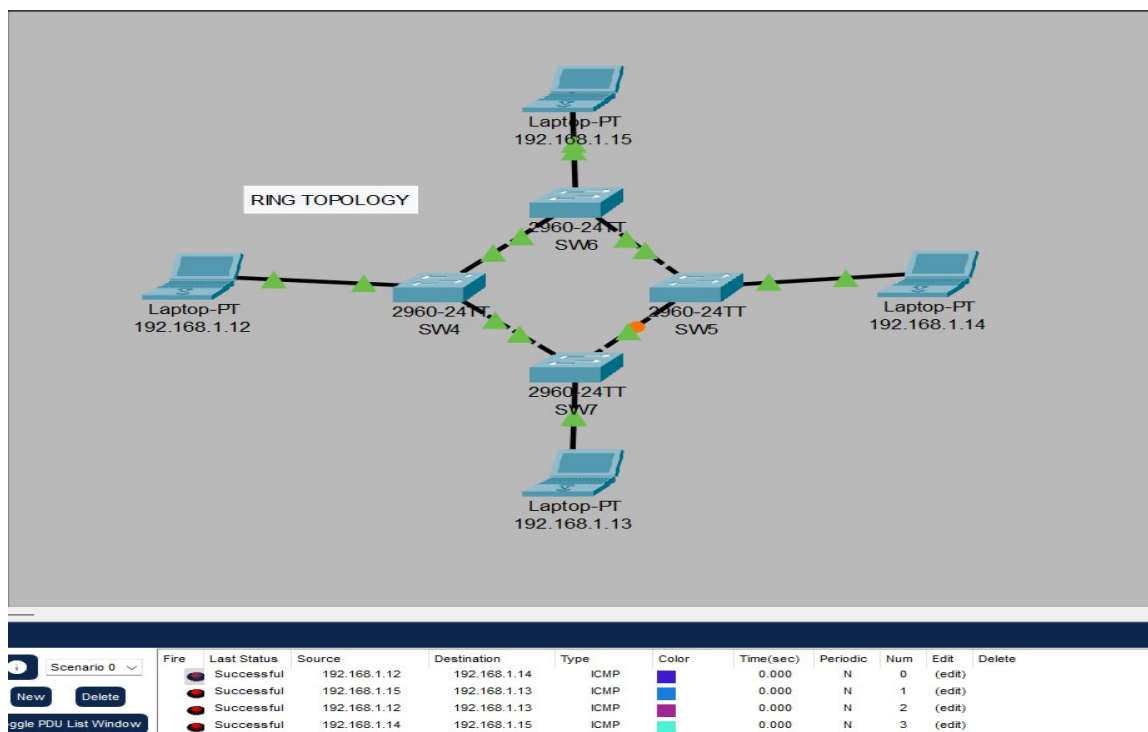 Laptop-PT
192.168.1.15
RING TOPOLOGY
2960-24TT
SW6
Laptop-PT
192.168.1.12
2960-24TT
SW4
2960-24TT
SW5
Laptop-PT
192.168.1.14
2960-24TT
SW7
Laptop-PT
192.168.1.13
Fire Last Status Source Destination Type Color Time(sec) Periodic Num Edit Delete
Scenario 0
Successful 192.168.1.12 192.168.1.14 ICMP 0.000 N 0 (edit)
Successful 192.168.1.15 192.168.1.13 ICMP 0.000 N 1 (edit)
New Delete
Successful 192.168.1.12 192.168.1.13 ICMP 0.000 N 2 (edit)
oggle PDU List Window
Successful 192.168.1.14 192.168.1.15 ICMP 0.000 N 3 (edit)